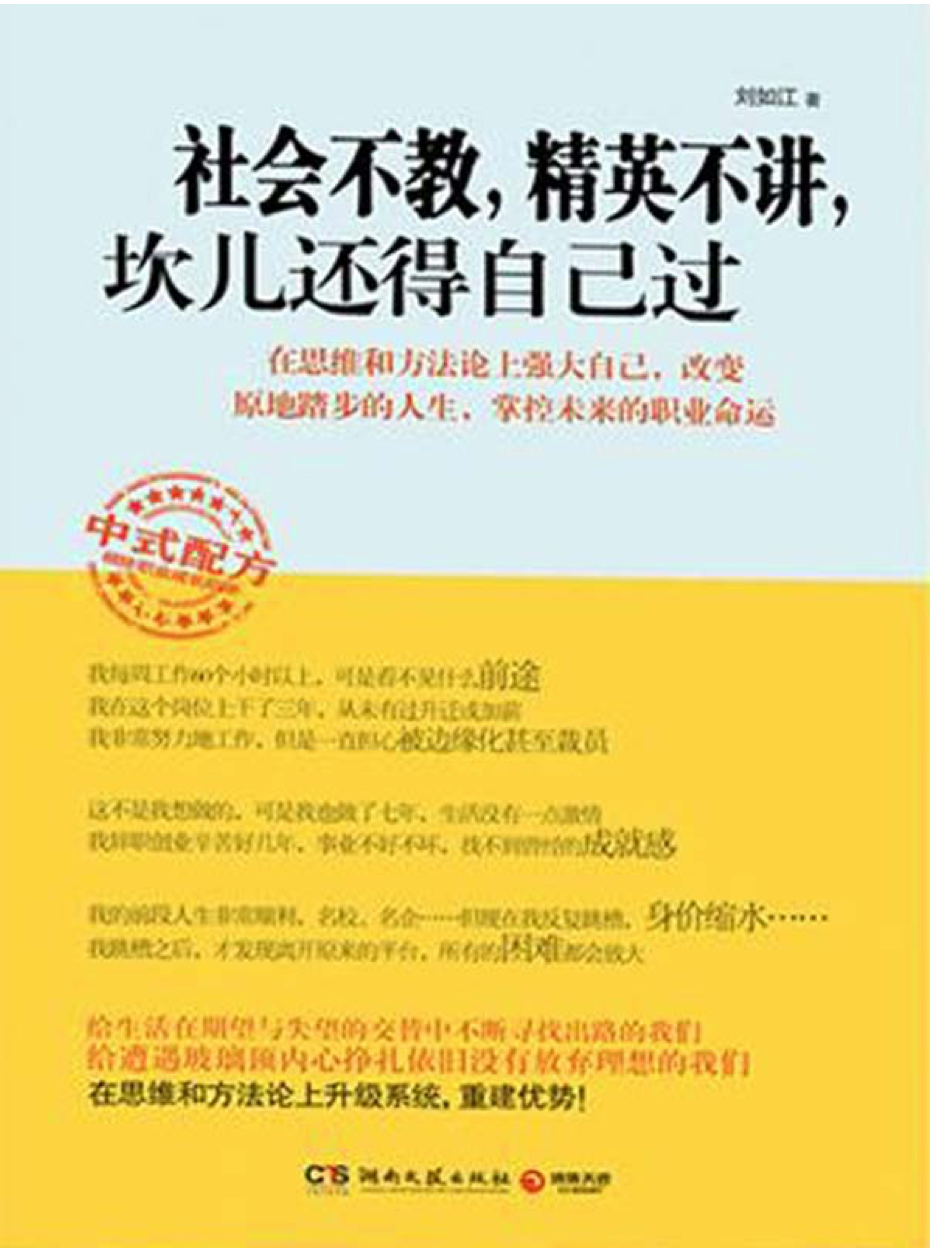 刘如江 著
社会不教，精英不讲，
坎儿还得自己过
在思维和方法论上强大自己，改变
原地踏步的人生，掌控未来的职业命运
中式配方
我每周工作60个小时以上，可是看不见什么前途
我在这个岗位上干了三年，从未有过升迁或加薪
我非常努力地工作，但是一直担心被边缘化甚至裁员
这不是我想做的，可是我也做了七年，生活没有一点激情
我辞职创业辛苦好几年，事业不好不坏，找不到曾经的成就感
我的前段人生非常顺利，名校、名企……但现在我反复跳槽，身价缩水……
我跳槽之后，才发现离开原来的平台，所有的困难都会放大
给生活在期望与失望的交替中不断寻找出路的我们
给遭遇玻璃顶内心挣扎依旧没有放弃理想的我们
在思维和方法论上升级系统，重建优势！
CTS 湖南文艺出版社 博集天卷